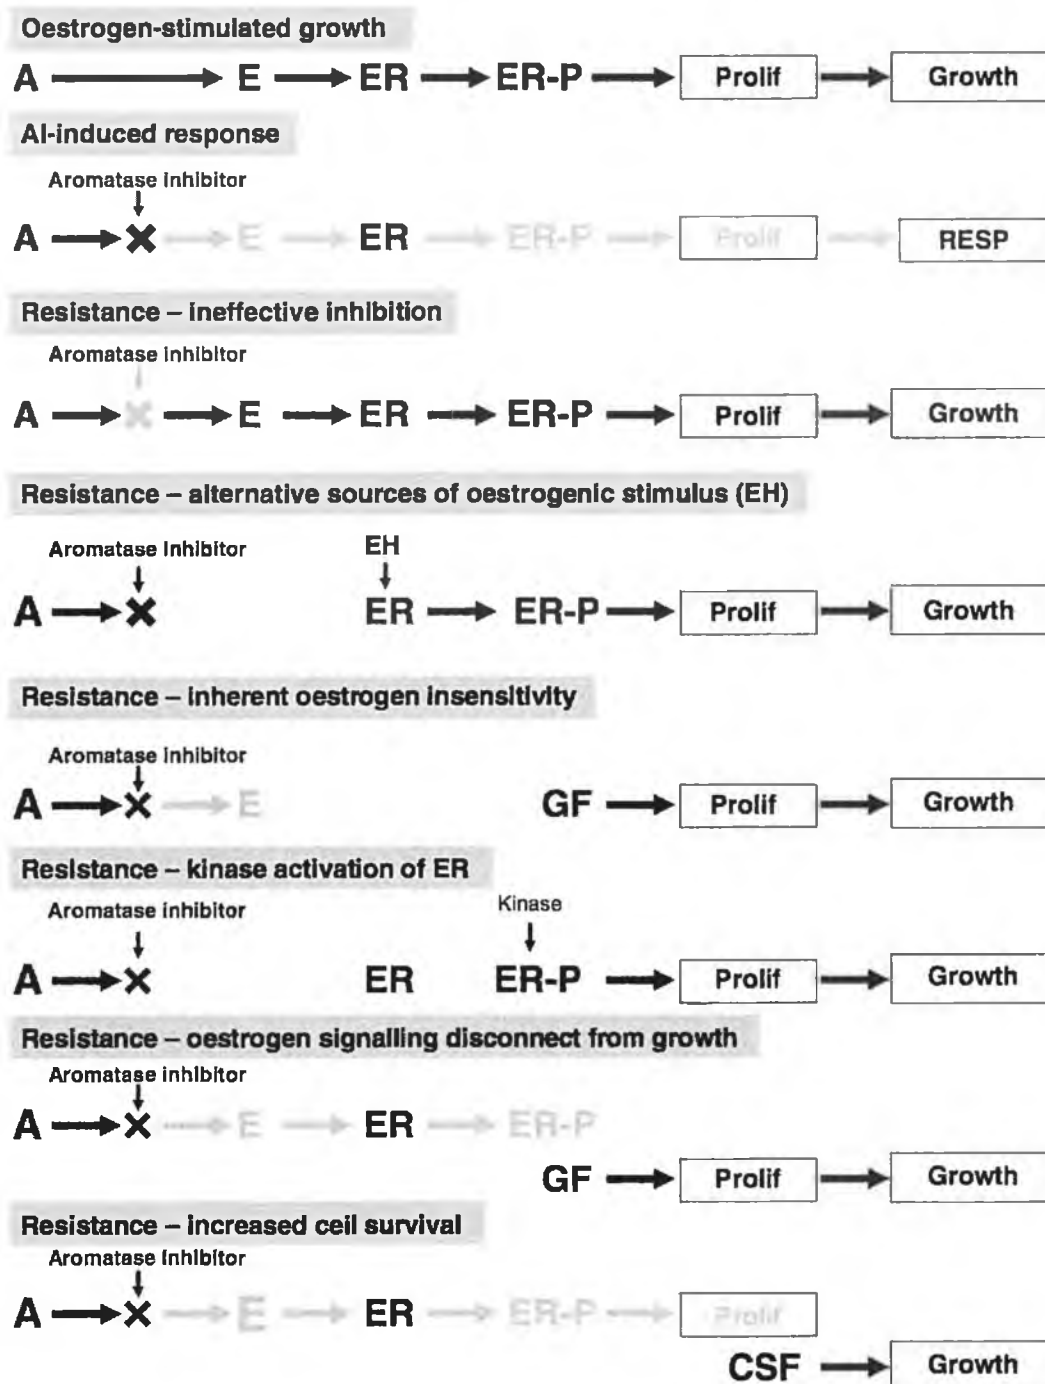 Oestrogen-stimulated growth
A E ER ER-P Prolif Growth
AI-induced response
Aromatase inhibitor
A E ER ER-P Prolif RESP
Resistance – ineffective inhibition
Aromatase inhibitor
A E ER ER-P Prolif Growth
Resistance – alternative sources of oestrogenic stimulus (EH)
Aromatase Inhibitor EH
A ER ER-P Prolif Growth
Resistance – inherent oestrogen insensitivity
Aromatase inhibitor
A E GF Prolif Growth
Resistance – kinase activation of ER
Aromatase inhibitor Kinase
A ER ER-P Prolif Growth
Resistance – oestrogen signalling disconnect from growth
Aromatase inhibitor
A E ER ER-P
GF Prolif Growth
Resistance – increased cell survival
Aromatase Inhibitor
A E ER ER-P Prolif
CSF Growth